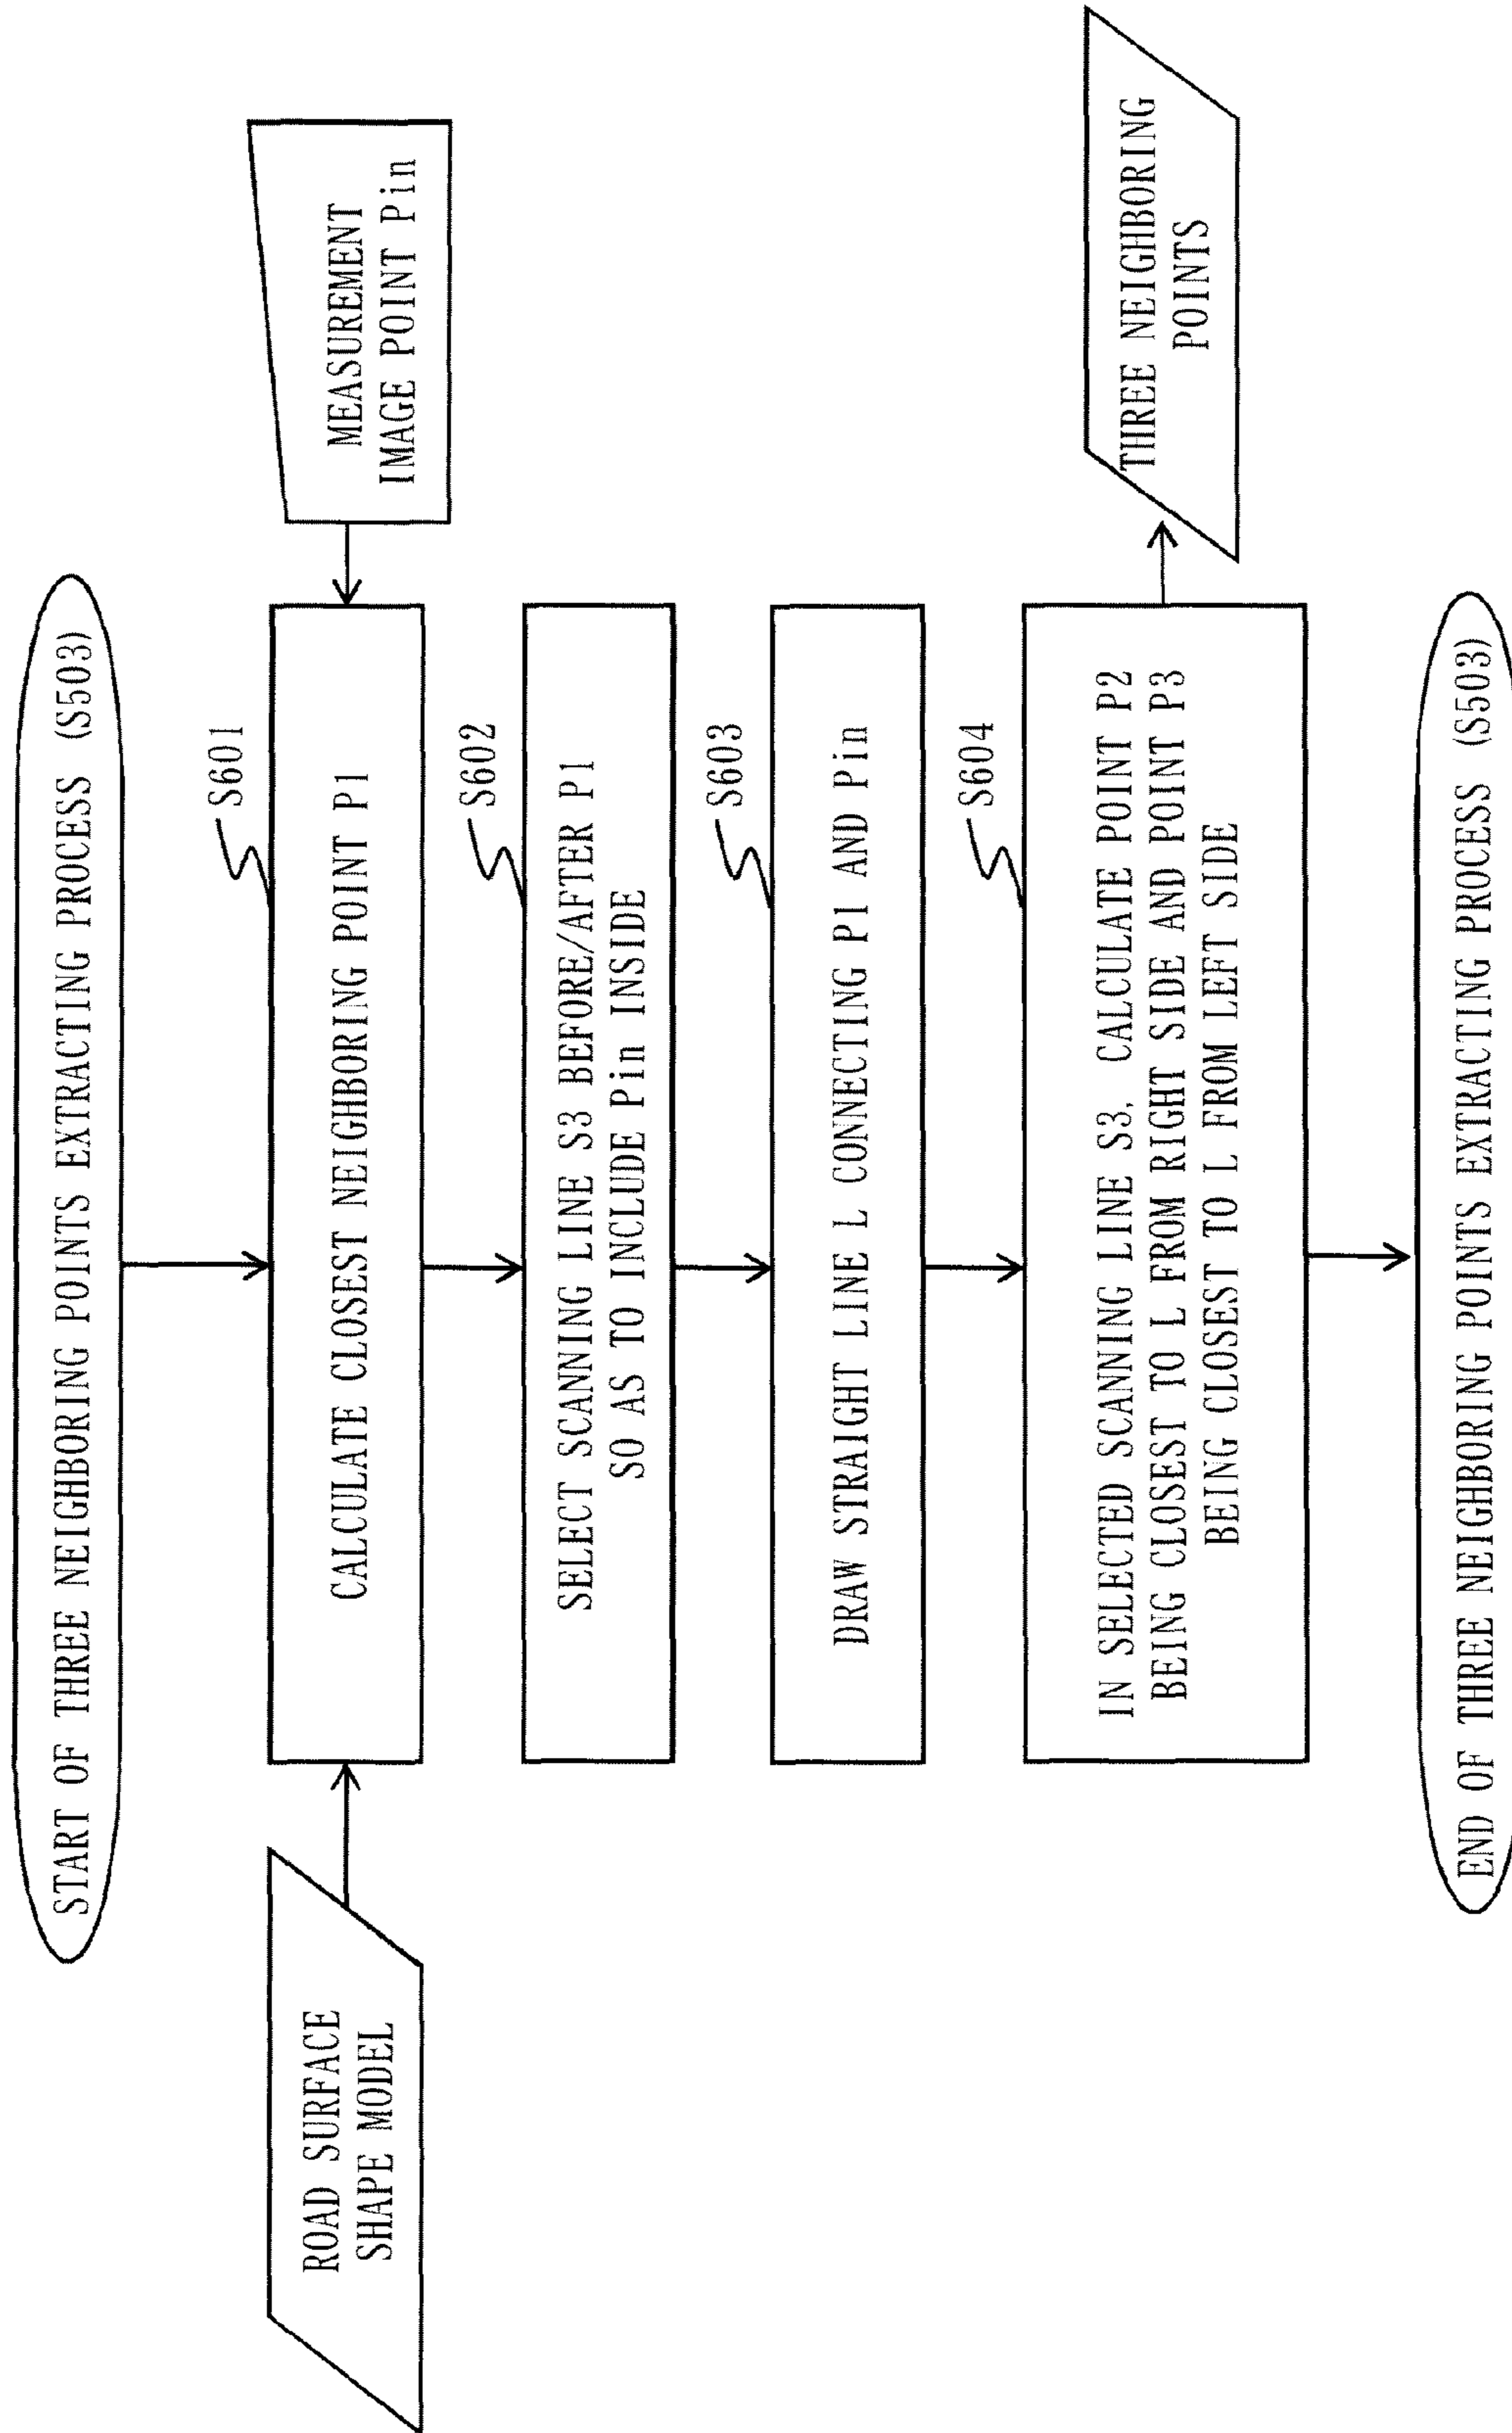 START OF THREE NEIGHBORING POINTS EXTRACTING PROCESS (S503)
ROAD SURFACE
SHAPE MODEL
S601
CALCULATE CLOSEST NEIGHBORING POINT P1
MEASUREMENT
IMAGE POINT Pin
S602
SELECT SCANNING LINE S3 BEFORE/AFTER P1
SO AS TO INCLUDE Pin INSIDE
S603
DRAW STRAIGHT LINE L CONNECTING P1 AND Pin
S604
IN SELECTED SCANNING LINE S3, CALCULATE POINT P2
BEING CLOSEST TO L FROM RIGHT SIDE AND POINT P3
BEING CLOSEST TO L FROM LEFT SIDE
THREE NEIGHBORING
POINTS
END OF THREE NEIGHBORING POINTS EXTRACTING PROCESS (S503)